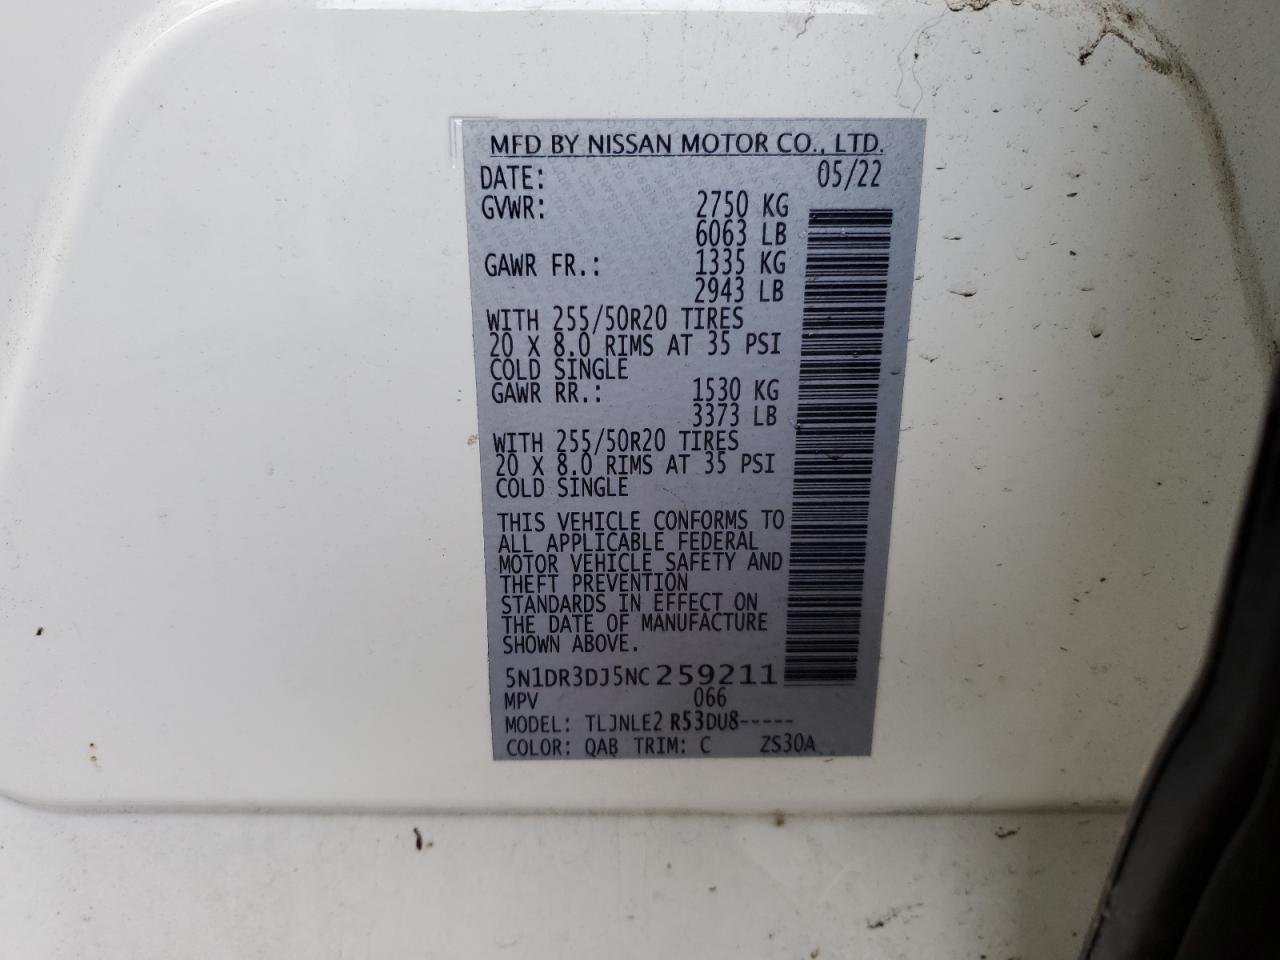 MFD BY NISSAN MOTOR CO., LTD.
DATE: 05/22
GVWR: 2750 KG
6063 LB
GAWR FR.: 1335 KG
2943 LB
WITH 255/50R20 TIRES
20 X 8.0 RIMS AT 35 PSI
COLD SINGLE
GAWR RR.: 1530 KG
3373 LB
WITH 255/50R20 TIRES
20 X 8.0 RIMS AT 35 PSI
COLD SINGLE
THIS VEHICLE CONFORMS TO
ALL APPLICABLE FEDERAL
MOTOR VEHICLE SAFETY AND
THEFT PREVENTION
STANDARDS IN EFFECT ON
THE DATE OF MANUFACTURE
SHOWN ABOVE.
5N1DR3DJ5NC259211
MPV 066
MODEL: TLJNLE2 R53DU8-----
COLOR: QAB TRIM: C ZS30A